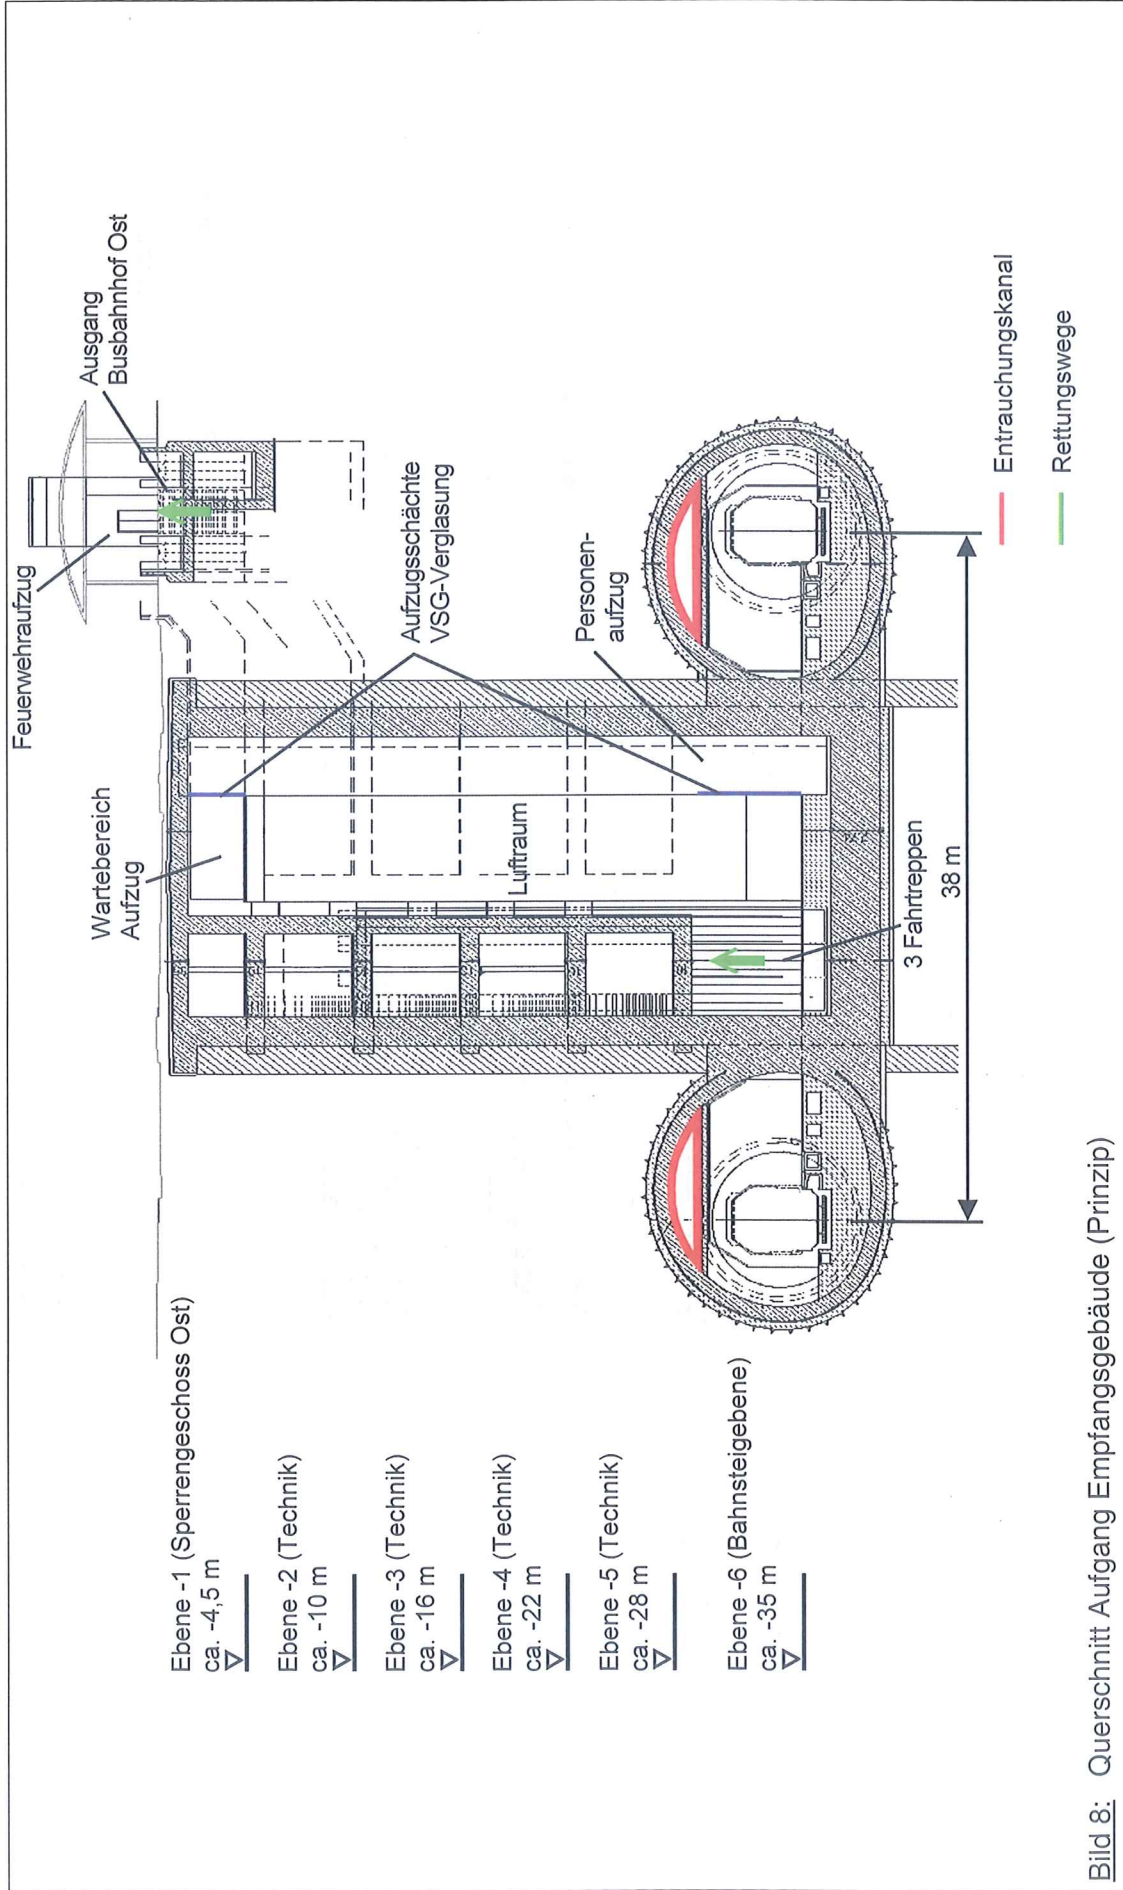 Feuerwehraufzug
Ausgang
Busbahnhof Ost
Wartebereich
Aufzug
Aufzugsschächte
VSG-Verglasung
Personen-
aufzug
Luftraum
3 Fahrtreppen
38 m
Ebene -1 (Sperrengeschoss Ost)
ca. -4,5 m
Ebene -2 (Technik)
ca. -10 m
Ebene -3 (Technik)
ca. -16 m
Ebene -4 (Technik)
ca. -22 m
Ebene -5 (Technik)
ca. -28 m
Ebene -6 (Bahnsteigebene)
ca. -35 m
Entrauchungskanal
Rettungswege
Bild 8: Querschnitt Aufgang Empfangsgebäude (Prinzip)